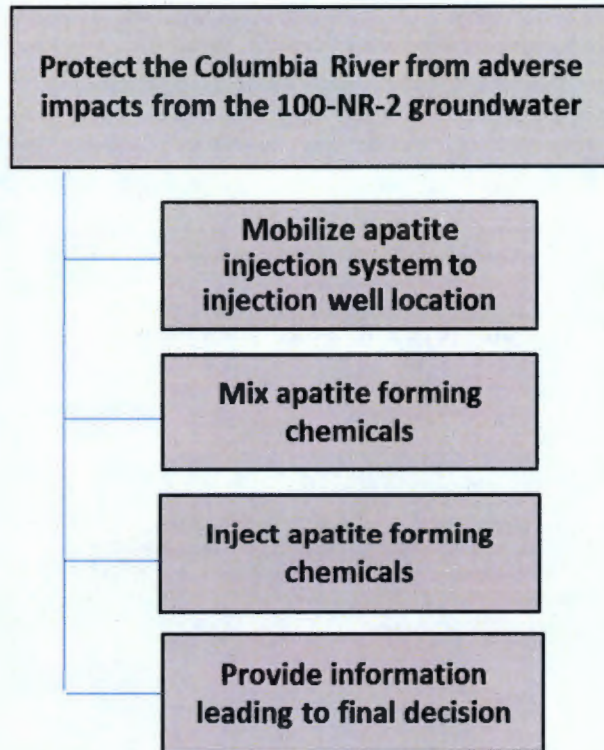 Protect the Columbia River from adverse
impacts from the 100-NR-2 groundwater
Mobilize apatite
injection system to
injection well location
Mix apatite forming
chemicals
Inject apatite forming
chemicals
Provide information
leading to final decision